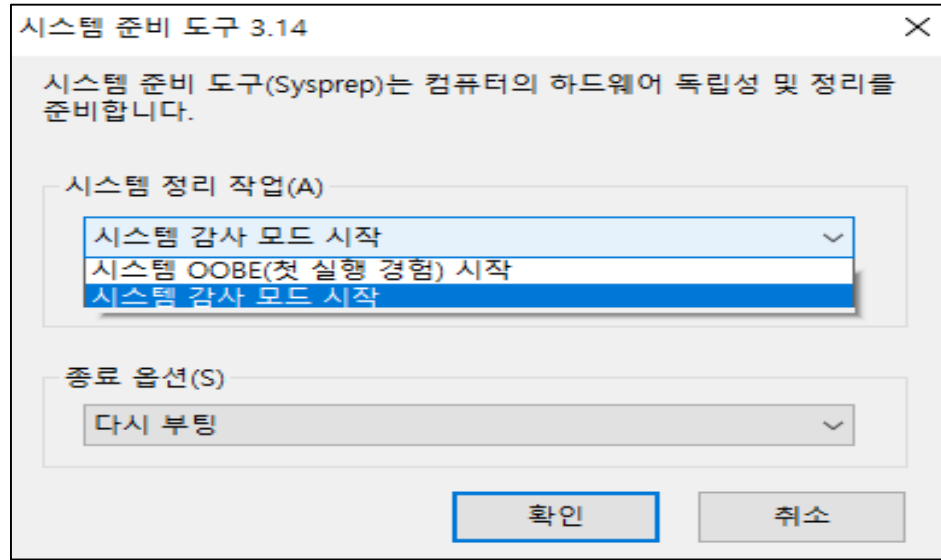 시스템 준비 도구 3.14
시스템 준비 도구(Sysprep)는 컴퓨터의 하드웨어 독립성 및 정리를
준비합니다.
시스템 정리 작업(A)
시스템 감사 모드 시작
시스템 OOBE(첫 실행 경험) 시작
시스템 감사 모드 시작
종료 옵션(S)
다시 부팅
확인 취소